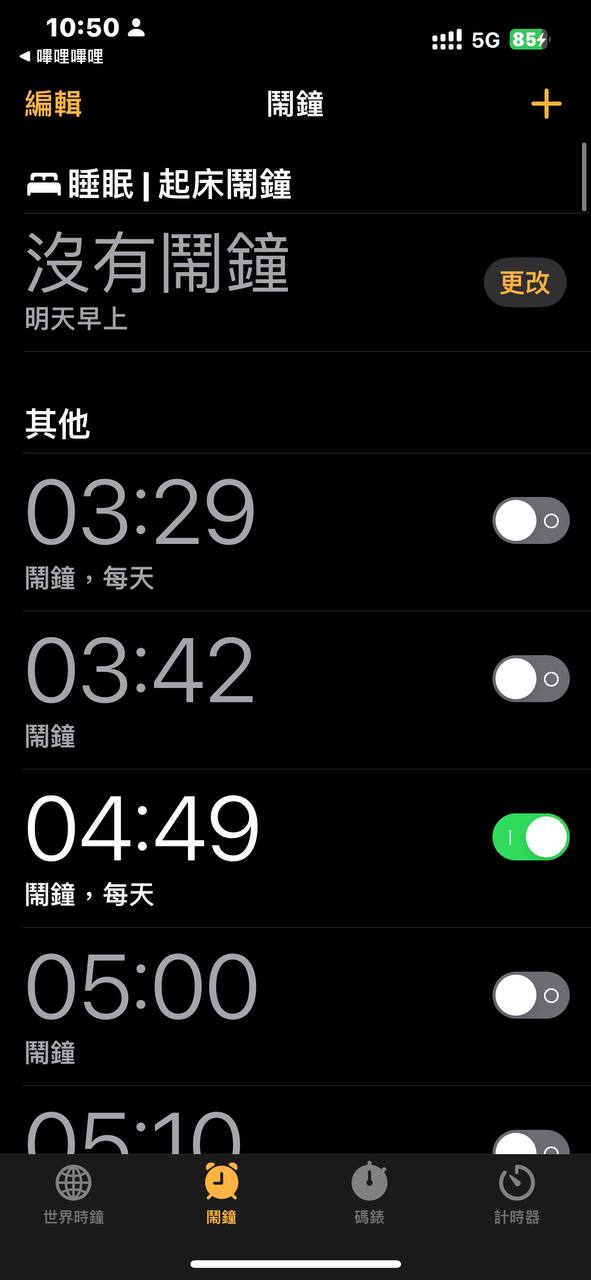 10:50
5G 85
◀ 嗶哩嗶哩
編輯 鬧鐘 +
睡眠 | 起床鬧鐘
沒有鬧鐘
更改
明天早上
其他
03:29
鬧鐘，每天
03:42
鬧鐘
04:49
鬧鐘，每天
05:00
鬧鐘
05:10
世界時鐘 鬧鐘 碼錶 計時器